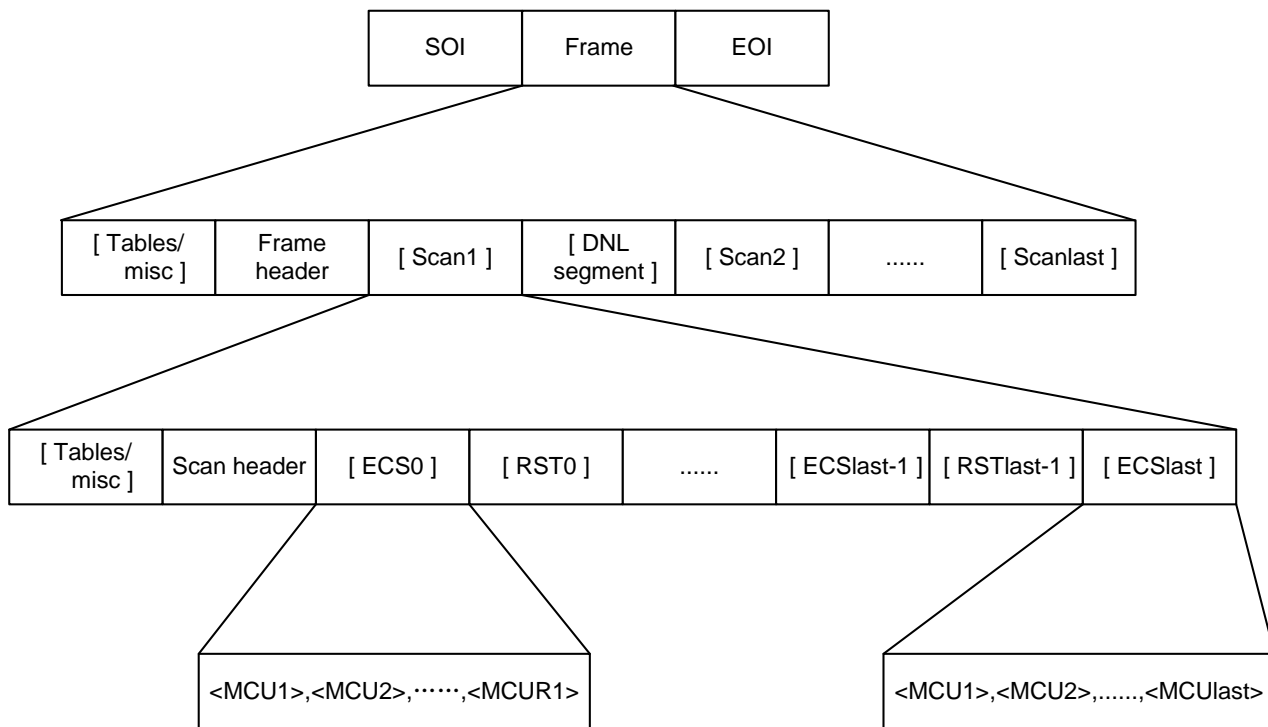 SOI
Frame
EOI
[ Tables/
misc ]
Frame
header
[ Scan1 ]
[ DNL
segment ]
[ Scan2 ]
......
[ Scanlast ]
[ Tables/
misc ]
Scan header
[ ECS0 ]
[ RST0 ]
......
[ ECSlast-1 ]
[ RSTlast-1 ]
[ ECSlast ]
<MCU1>,<MCU2>,⋯⋯,<MCUR1>
<MCU1>,<MCU2>,......,<MCUlast>